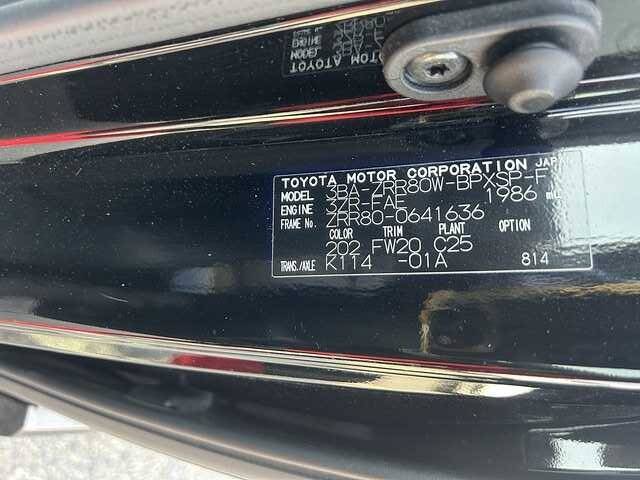 TOYOTA MOTOR CORPORATION JAPAN
MODEL 3BA-ZRR80W-BPXSP-F
ENGINE 3ZR-FAE 1986 mL
FRAME No. ZRR80-0641636
COLOR TRIM PLANT OPTION
202 FW20 C25
TRANS./AXLE K114 -01A 814